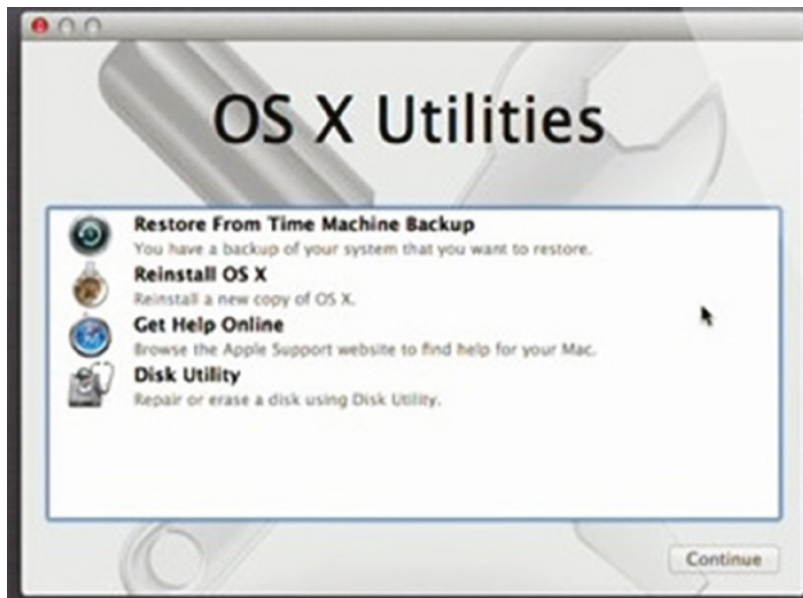 OS X Utilities
Restore From Time Machine Backup
You have a backup of your system that you want to restore.
Reinstall OS X
Reinstall a new copy of OS X.
Get Help Online
Browse the Apple Support website to find help for your Mac.
Disk Utility
Repair or erase a disk using Disk Utility.
Continue